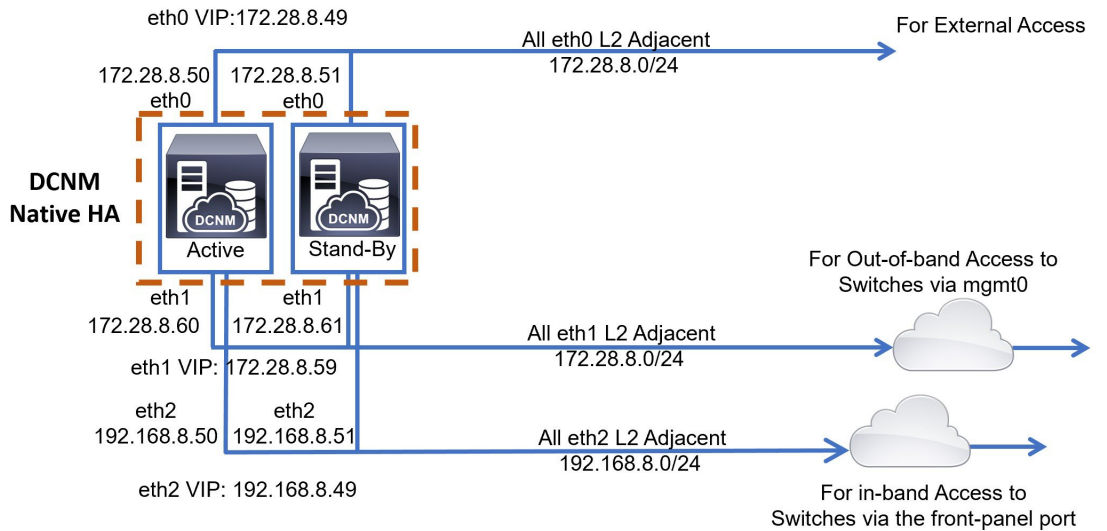 eth0 VIP:172.28.8.49
For External Access
All eth0 L2 Adjacent
172.28.8.0/24
172.28.8.50
172.28.8.51
eth0
eth0
DCNM
Native HA
DCNM
DCNM
Active
Stand-By
For Out-of-band Access to
Switches via mgmt0
eth1
eth1
172.28.8.60
172.28.8.61
All eth1 L2 Adjacent
172.28.8.0/24
eth1 VIP: 172.28.8.59
eth2
eth2
192.168.8.50
192.168.8.51
All eth2 L2 Adjacent
192.168.8.0/24
eth2 VIP: 192.168.8.49
For in-band Access to
Switches via the front-panel port